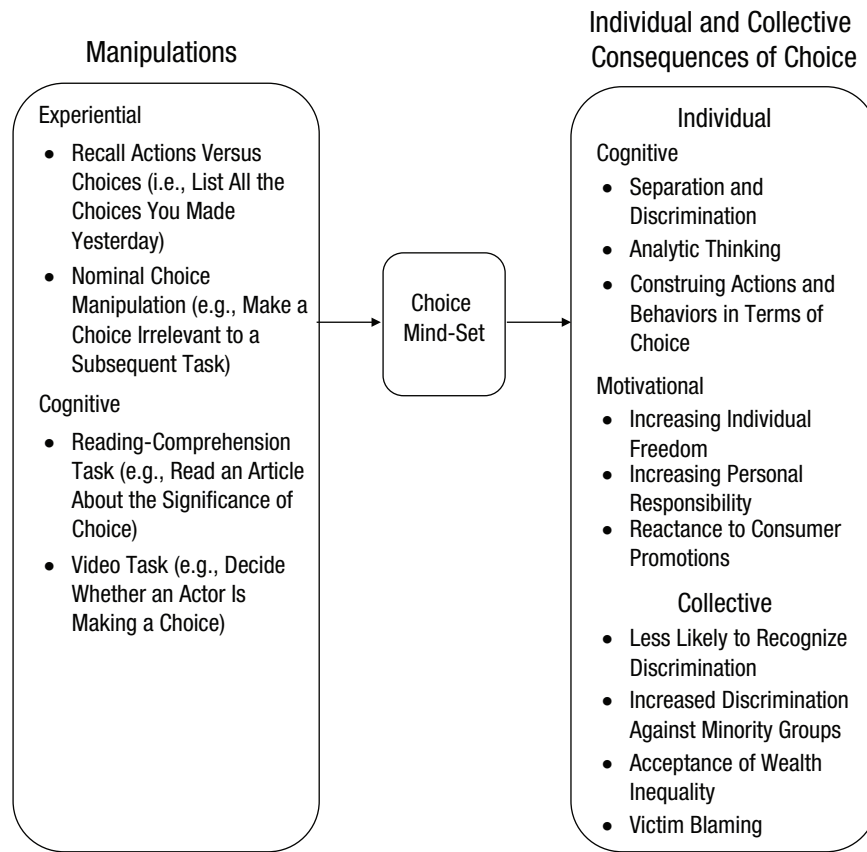 Manipulations
Experiential
• Recall Actions Versus
Choices (i.e., List All the
Choices You Made
Yesterday)
• Nominal Choice
Manipulation (e.g., Make a
Choice Irrelevant to a
Subsequent Task)
Cognitive
• Reading-Comprehension
Task (e.g., Read an Article
About the Significance of
Choice)
• Video Task (e.g., Decide
Whether an Actor Is
Making a Choice)
Choice
Mind-Set
Individual and Collective
Consequences of Choice
Individual
Cognitive
• Separation and
Discrimination
• Analytic Thinking
• Construing Actions and
Behaviors in Terms of
Choice
Motivational
• Increasing Individual
Freedom
• Increasing Personal
Responsibility
• Reactance to Consumer
Promotions
Collective
• Less Likely to Recognize
Discrimination
• Increased Discrimination
Against Minority Groups
• Acceptance of Wealth
Inequality
• Victim Blaming